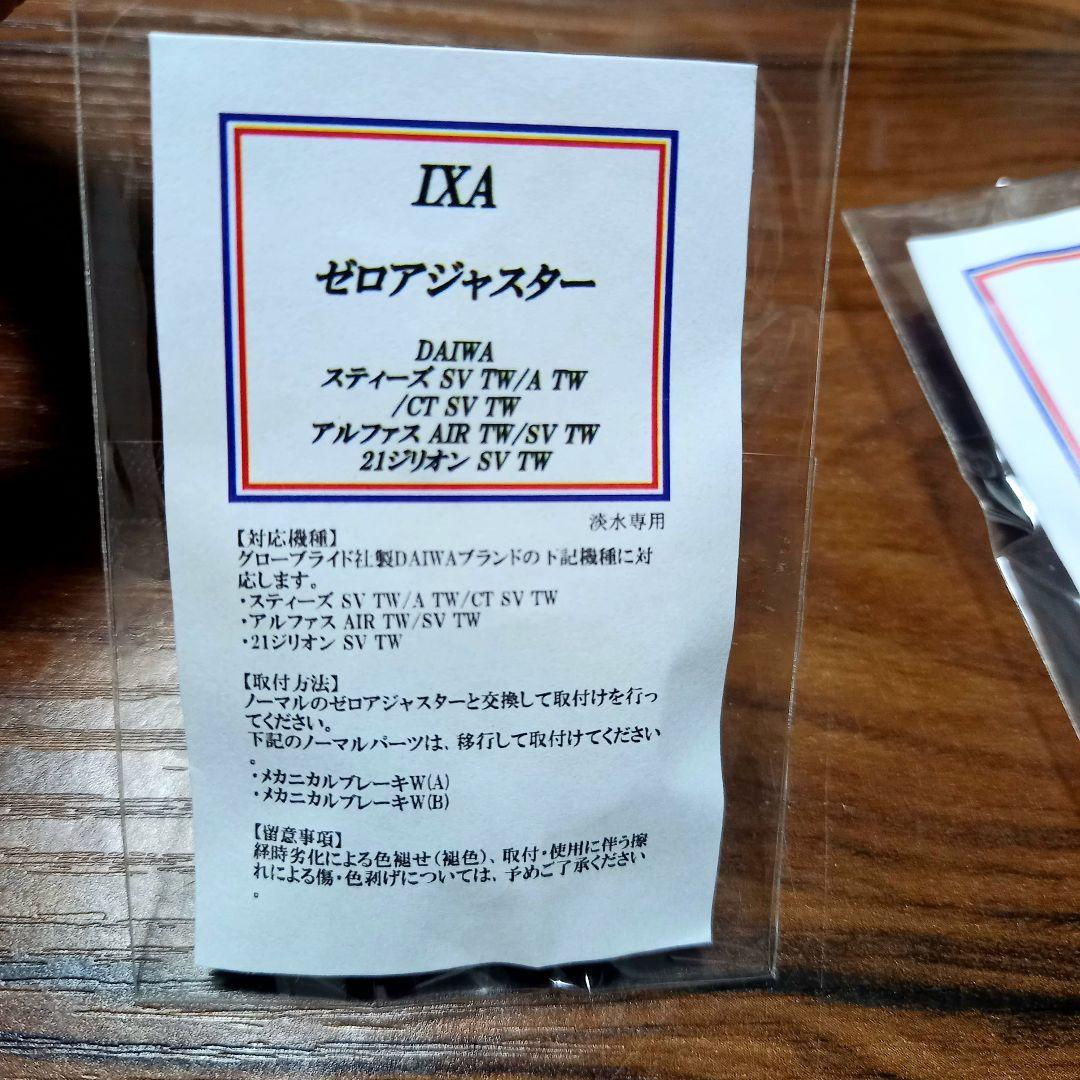 IXA
ゼロアジャスター
DAIWA
スティーズ SV TW/A TW
/CT SV TW
アルファス AIR TW/SV TW
21ジリオン SV TW
淡水専用
【対応機種】
グローブライド社製DAIWAブランドの下記機種に対
応します。
・スティーズ SV TW/A TW/CT SV TW
・アルファス AIR TW/SV TW
・21ジリオン SV TW
【取付方法】
ノーマルのゼロアジャスターと交換して取付けを行っ
てください。
下記のノーマルパーツは、移行して取付けてください
。
・メカニカルブレーキW(A)
・メカニカルブレーキW(B)
【留意事項】
経時劣化による色褪せ(褪色)、取付・使用に伴う擦
れによる傷・色剥げについては、予めご了承ください
。